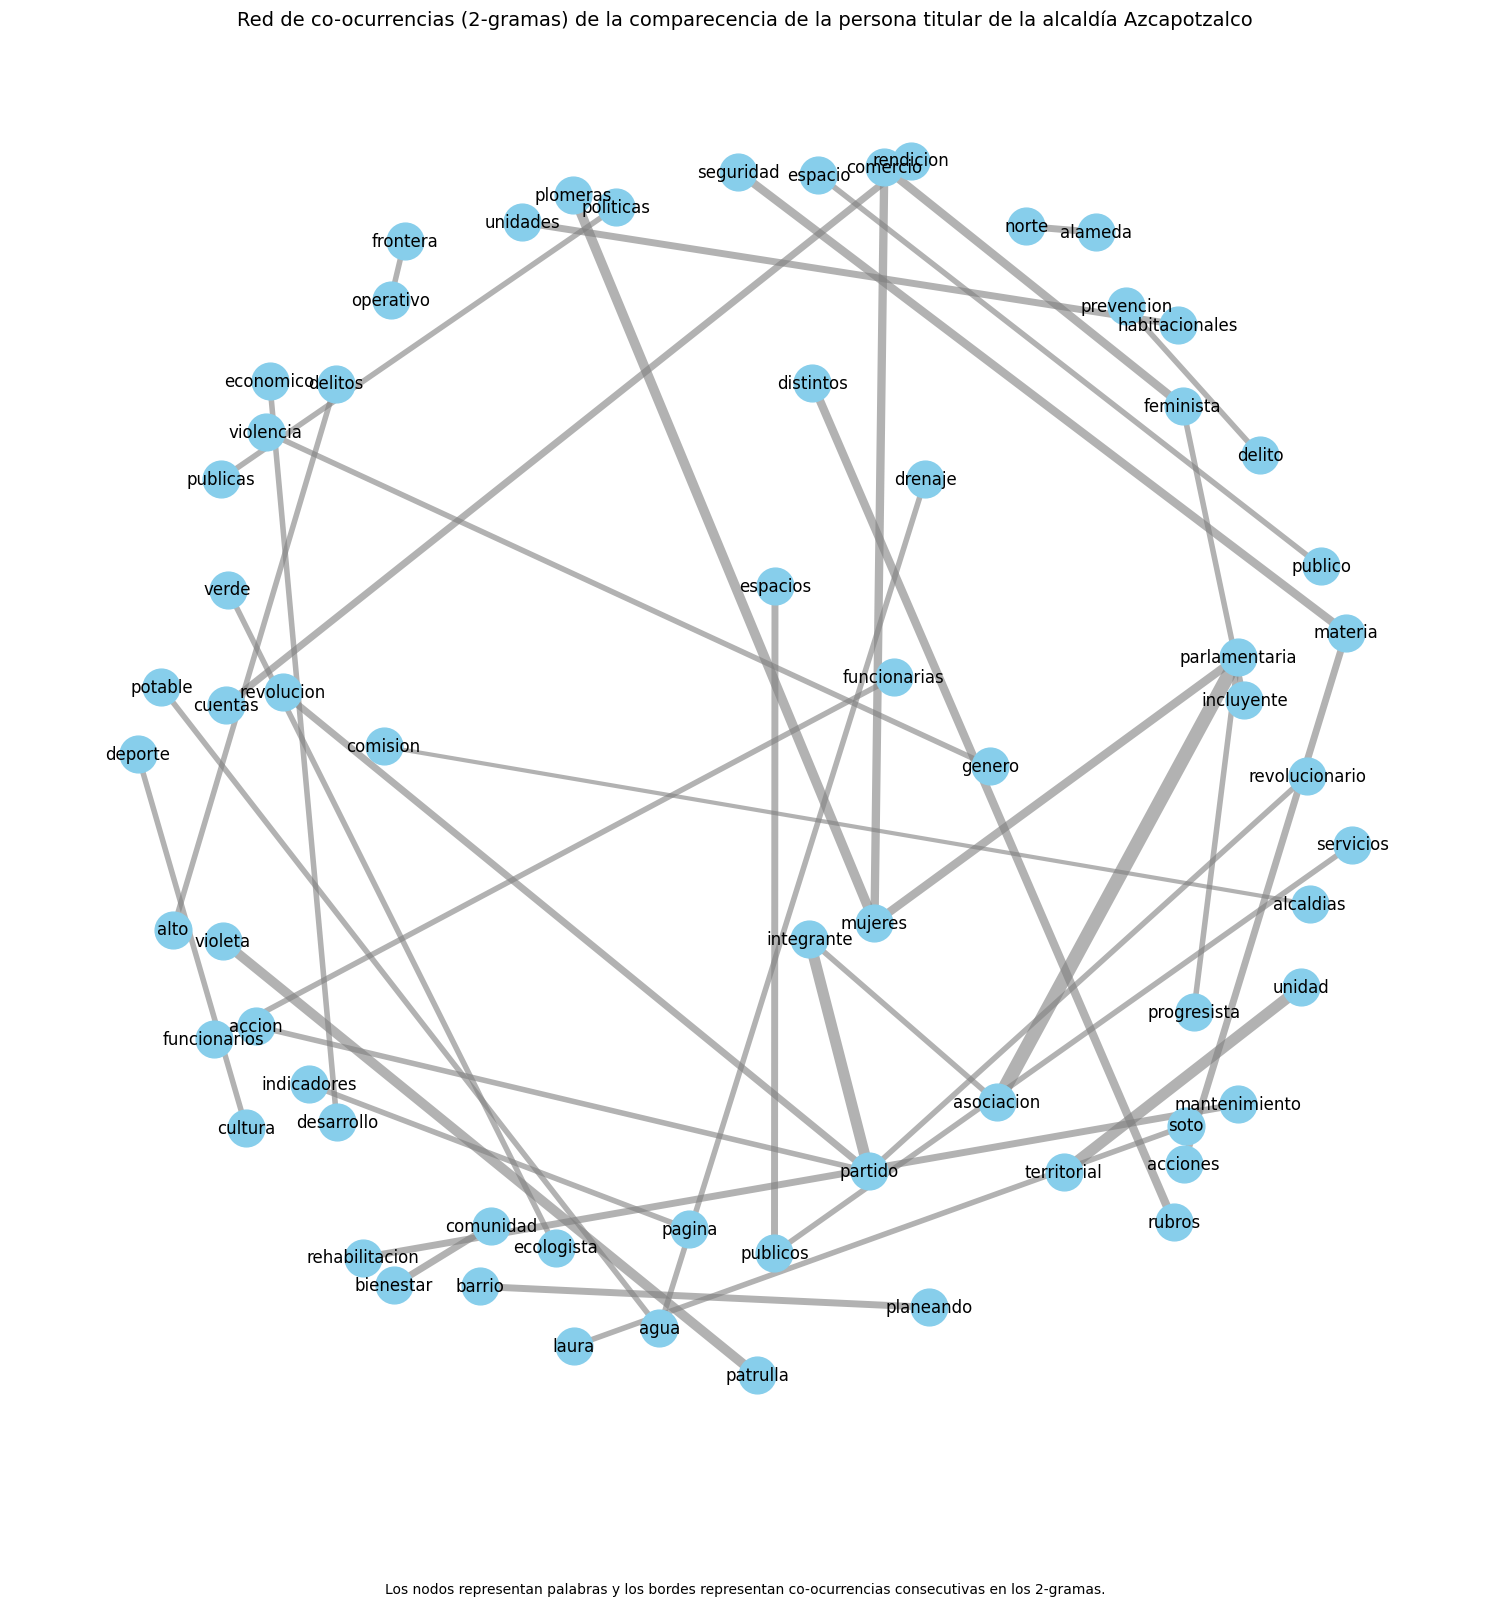 Red de co-ocurrencias (2-gramas) de la comparecencia de la persona titular de la alcaldía Azcapotzalco
rendicion
comercio
seguridad
espacio
plomeras
politicas
unidades
norte
alameda
frontera
operativo
prevencion
habitacionales
economico
delitos
distintos
feminista
violencia
delito
publicas
drenaje
publico
espacios
verde
materia
parlamentaria
funcionarias
potable
revolucion
cuentas
incluyente
comision
deporte
genero
revolucionario
servicios
alcaldias
mujeres
alto
violeta
integrante
unidad
progresista
accion
funcionarios
indicadores
asociacion
mantenimiento
desarrollo
cultura
soto
acciones
partido
territorial
rubros
comunidad
pagina
ecologista
publicos
rehabilitacion
bienestar
barrio
planeando
agua
laura
patrulla
Los nodos representan palabras y los bordes representan co-ocurrencias consecutivas en los 2-gramas.